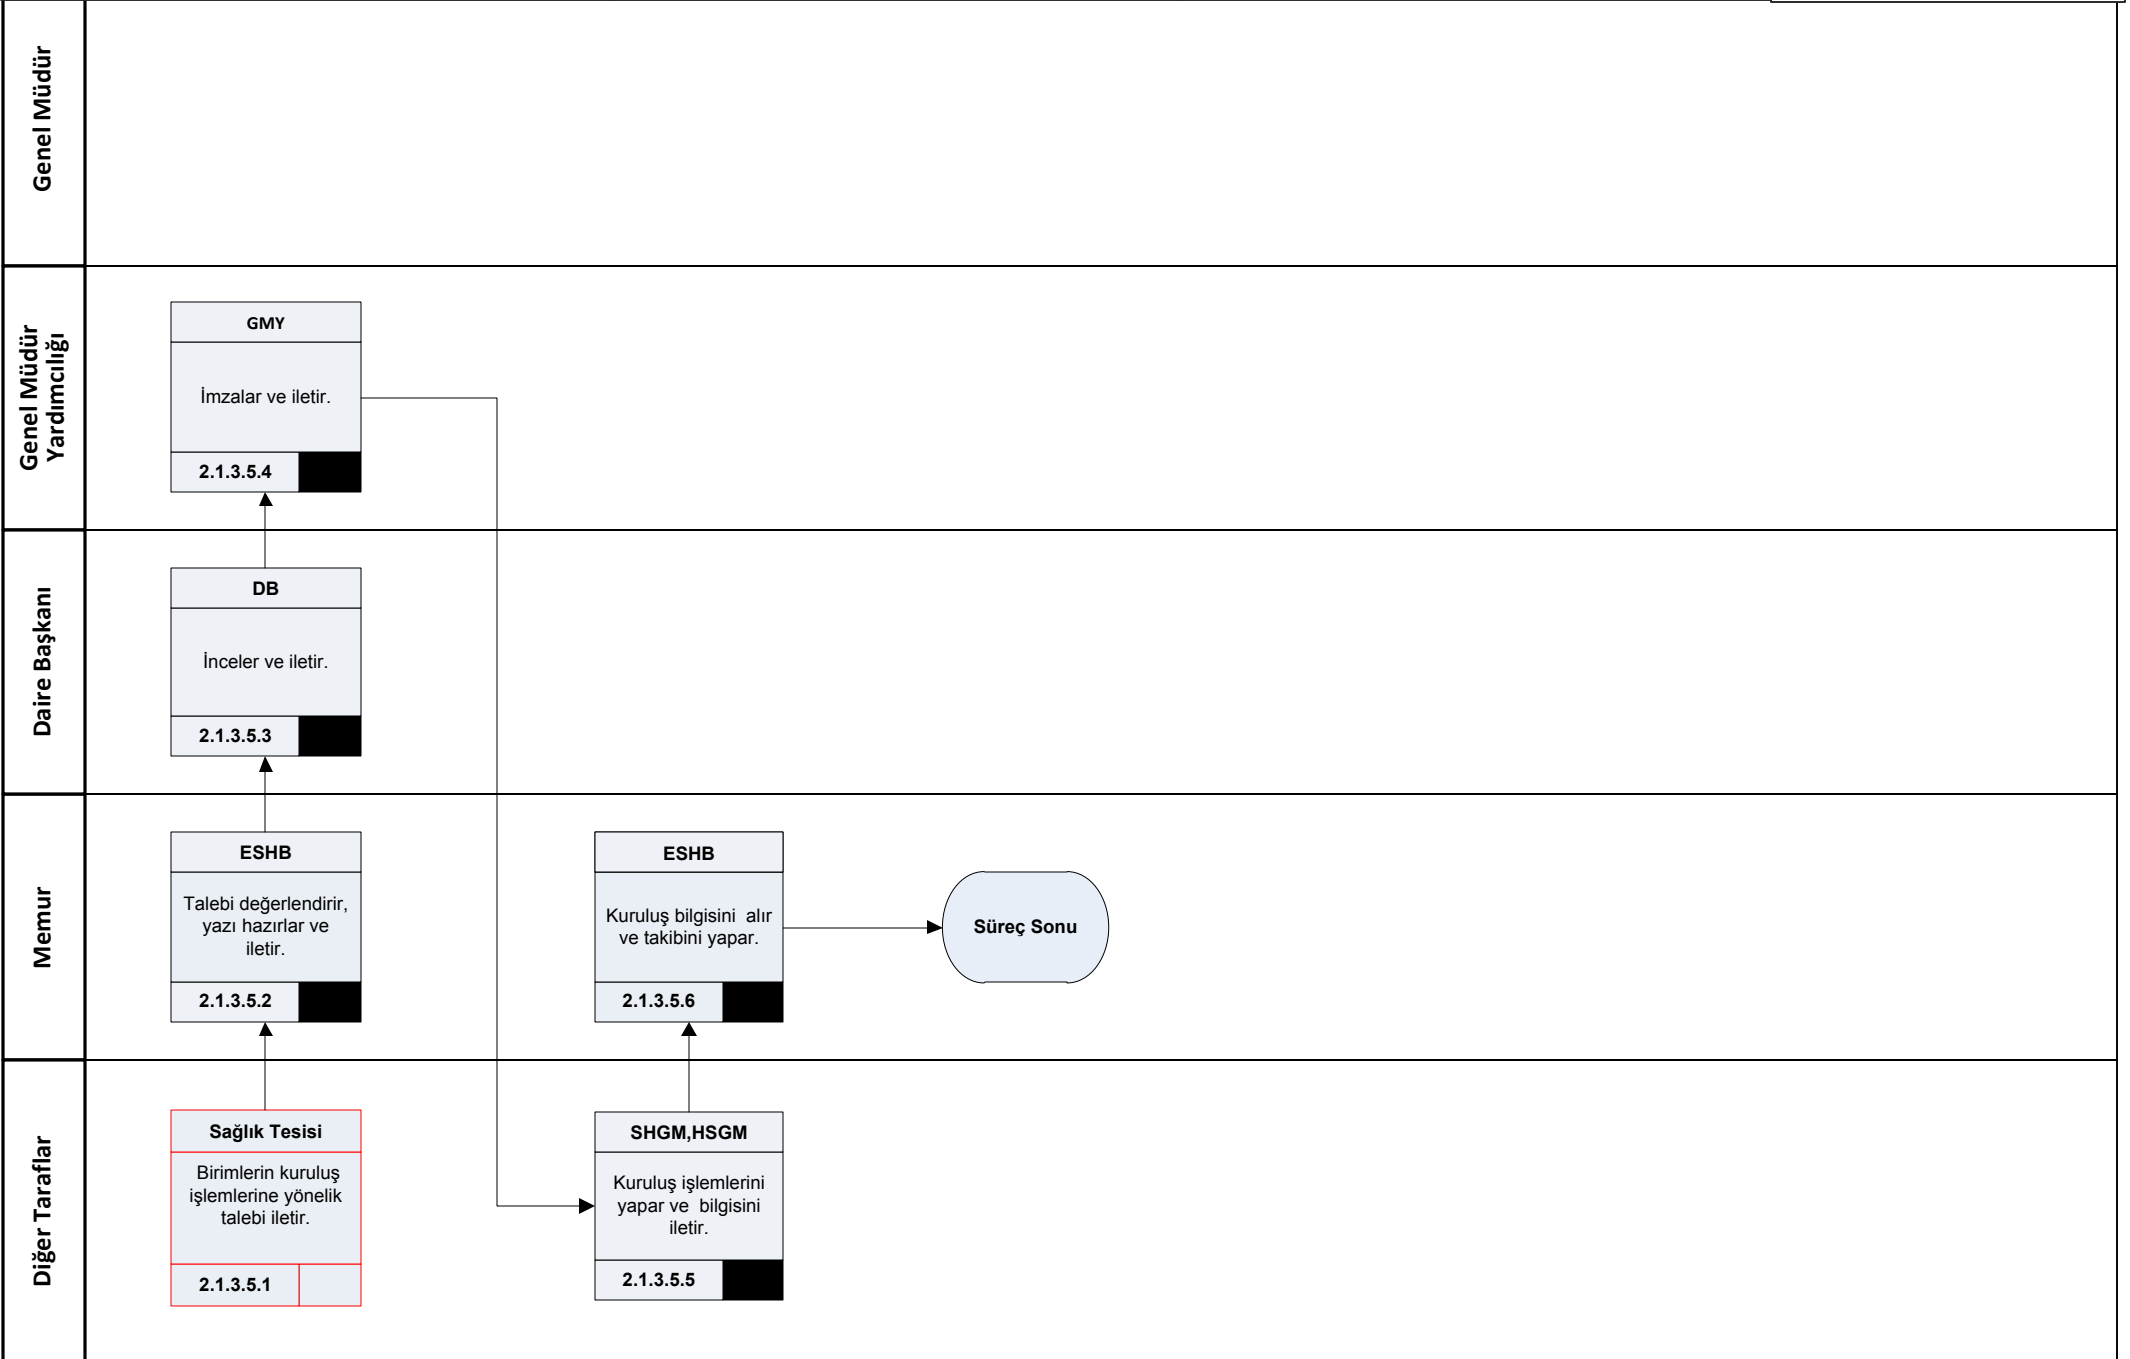 Genel Müdür
Genel Müdür
Yardımcılığı
GMY
İmzalar ve iletir.
2.1.3.5.4
Daire Başkanı
DB
İnceler ve iletir.
2.1.3.5.3
Memur
ESHB
Talebi değerlendirir,
yazı hazırlar ve
iletir.
2.1.3.5.2
ESHB
Kuruluş bilgisini  alır
ve takibini yapar.
2.1.3.5.6
Süreç Sonu
Diğer Taraflar
Sağlık Tesisi
Birimlerin kuruluş
işlemlerine yönelik
talebi iletir.
2.1.3.5.1
SHGM,HSGM
Kuruluş işlemlerini
yapar ve  bilgisini
iletir.
2.1.3.5.5